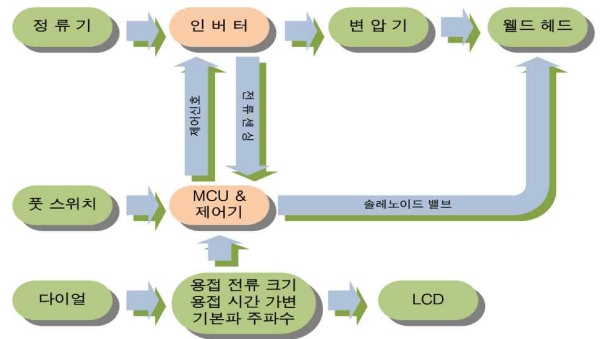 정 류 기
인 버 터
변 압 기
웰드 헤드
제어신호
전류센싱
풋 스위치
MCU &
제어기
솔레노이드 밸브
다이얼
용접 전류 크기
용접 시간 가변
기본파 주파수
LCD